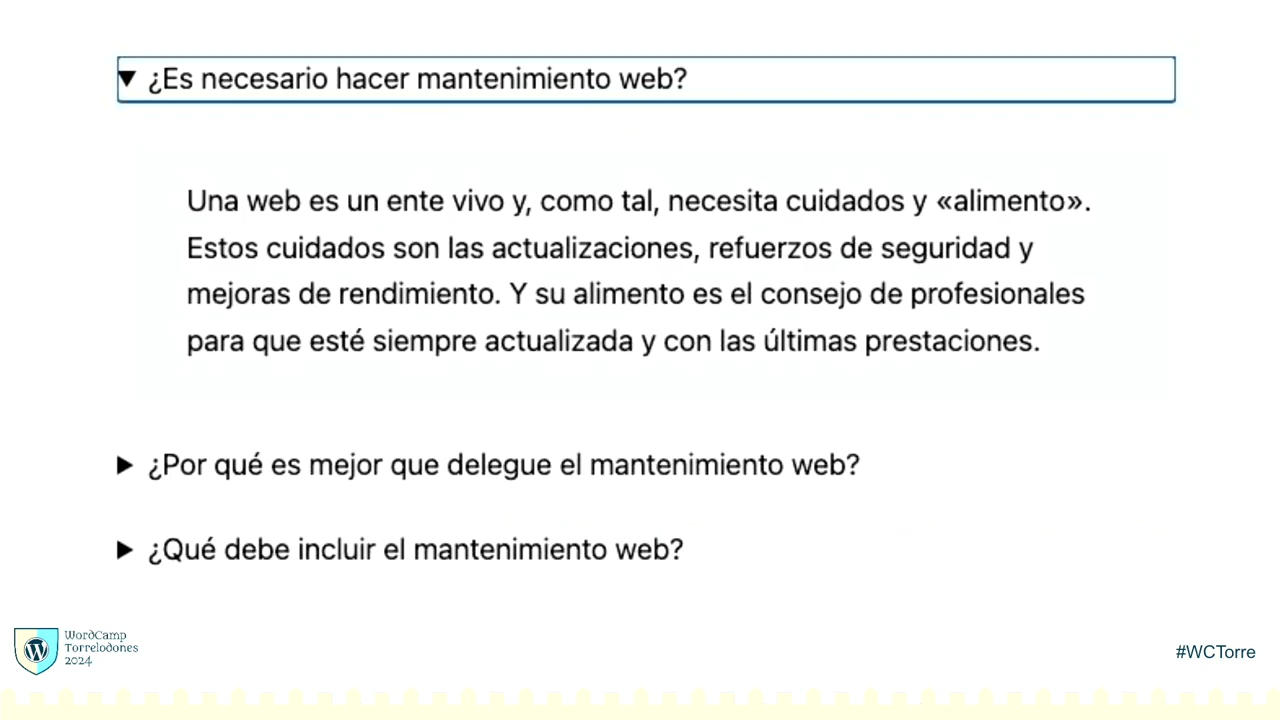 ¿Es necesario hacer mantenimiento web?
Una web es un ente vivo y, como tal, necesita cuidados y «alimento».
Estos cuidados son las actualizaciones, refuerzos de seguridad y
mejoras de rendimiento. Y su alimento es el consejo de profesionales
para que esté siempre actualizada y con las últimas prestaciones.
¿Por qué es mejor que delegue el mantenimiento web?
¿Qué debe incluir el mantenimiento web?
WordCamp
Torrelodones
2024
#WCTorre